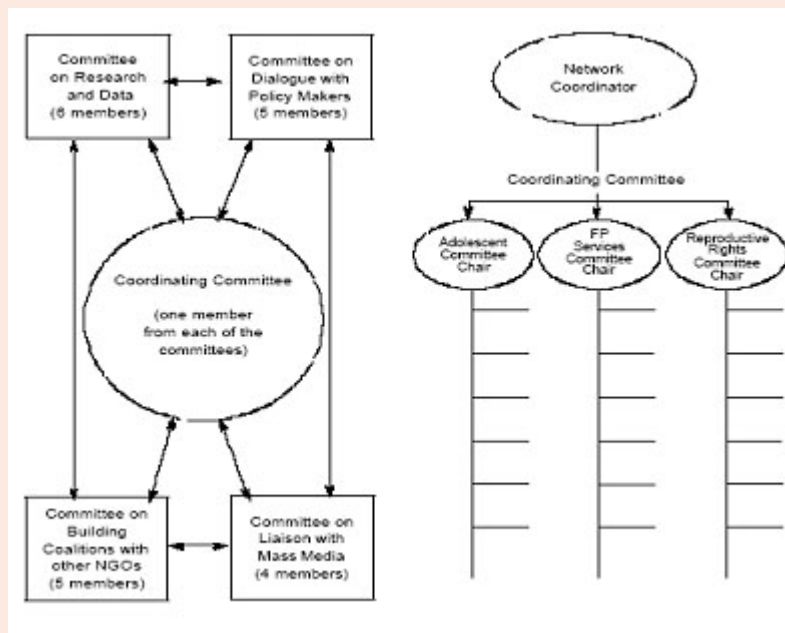 Committee
on Research
and Data
(6 members)
Committee on
Dialogue with
Policy Makers
(5 members)
Coordinating Committee
(one member
from each of the
committees)
Committee on
Building
Coalitions with
other NGOs
(5 members)
Committee on
Liaison with
Mass Media
(4 members)
Network
Coordinator
Coordinating Committee
Adolescent
Committee
Chair
FP
Services
Committee
Chair
Reproductive
Rights
Committee
Chair